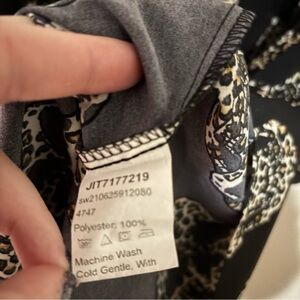 JIT7177219
sw210625912080
4747
Polyester, 100%
Machine Wash
Cold Gentle, With